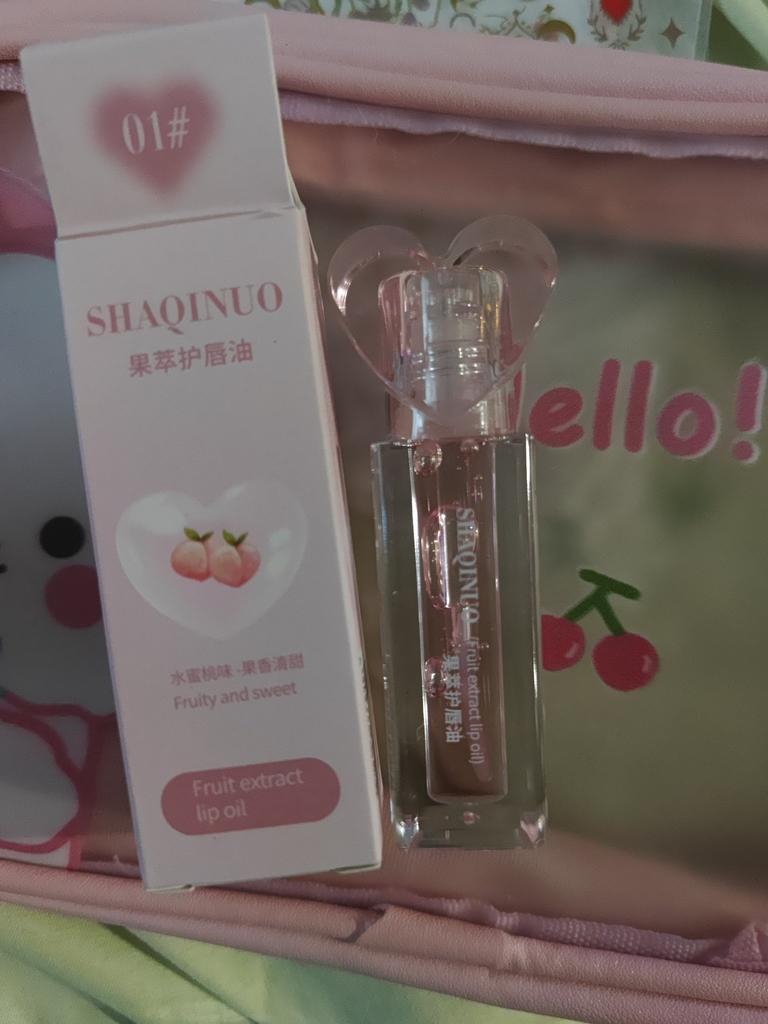 01#
SHAQINUO
果萃护唇油
水蜜桃味·果香清甜
Fruity and sweet
Fruit extract
lip oil
SHAQINUO
(Fruit extract lip oil)
果萃护唇油
ello!